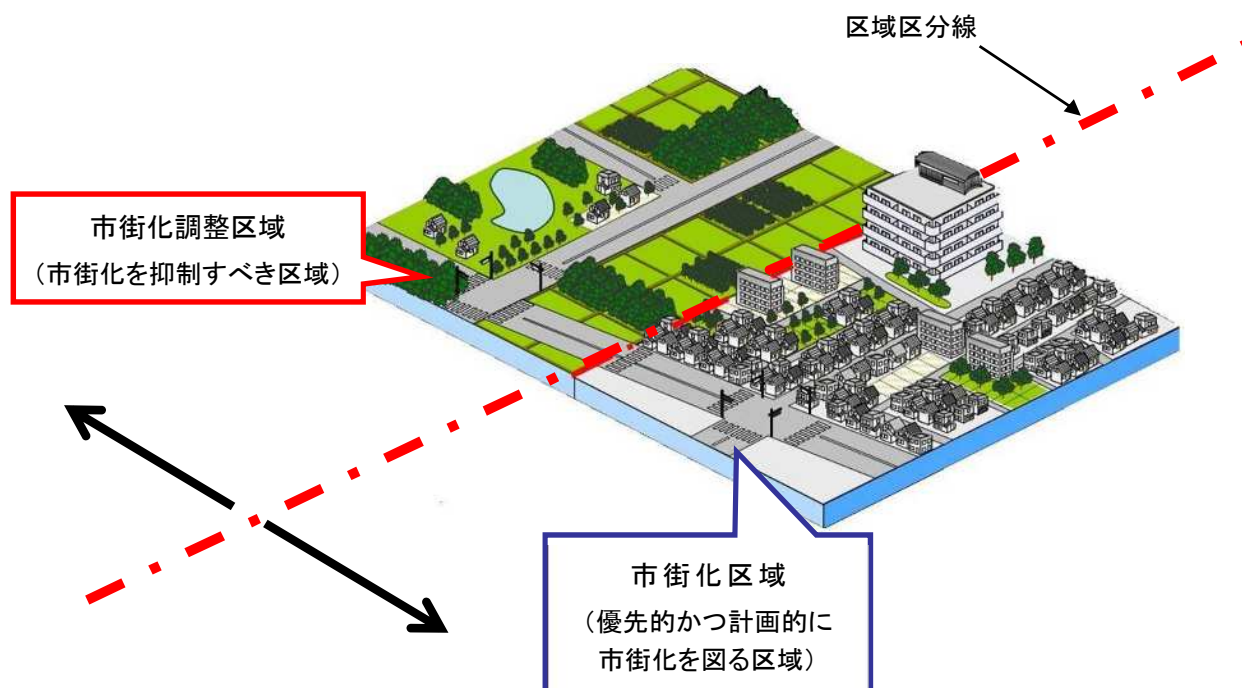 区域区分線
市街化調整区域
（市街化を抑制すべき区域）
市街化区域
（優先的かつ計画的に
市街化を図る区域）